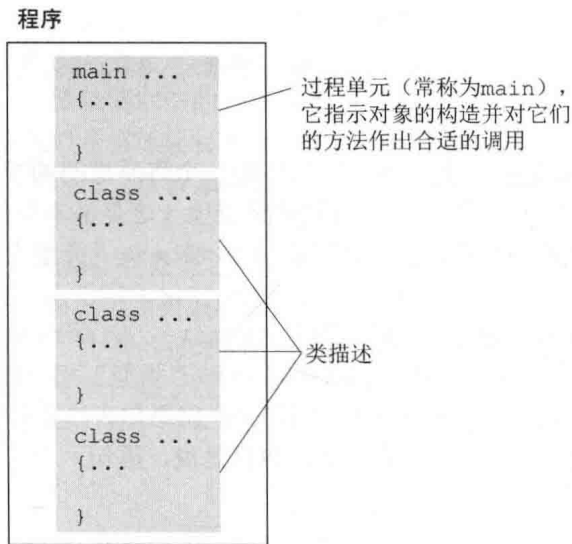 程序
main ...
{...
}
class ...
{...
}
class ...
{...
}
class ...
{...
}
过程单元（常称为main），
它指示对象的构造并对它们
的方法作出合适的调用
类描述